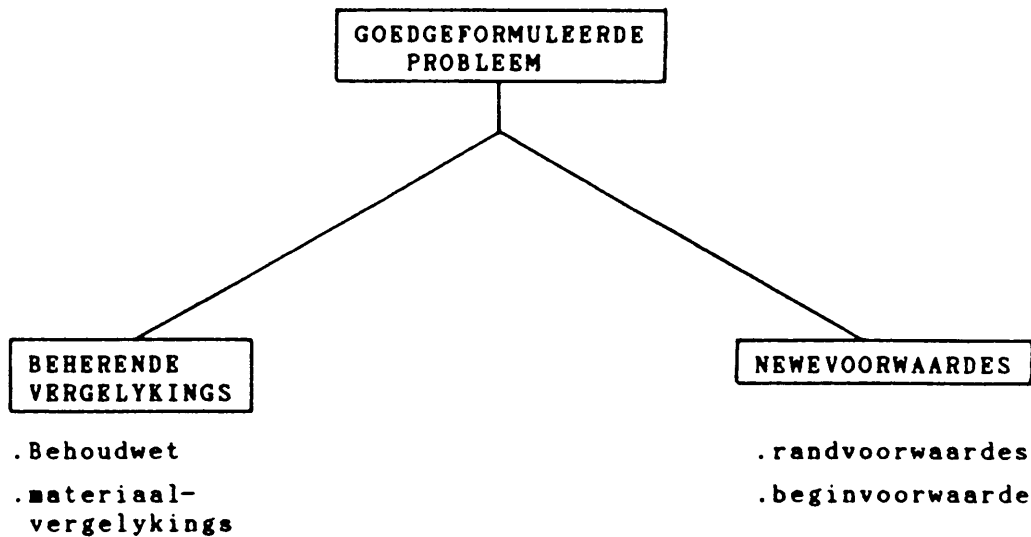 GOEDGEFORMULEERDE
PROBLEEM
BEHERENDE
VERGELYKINGS
.Behoudwet
.materiaal-
vergelykings
NEWEVOORWAARDES
.randvoorwaardes
.beginvoorwaarde